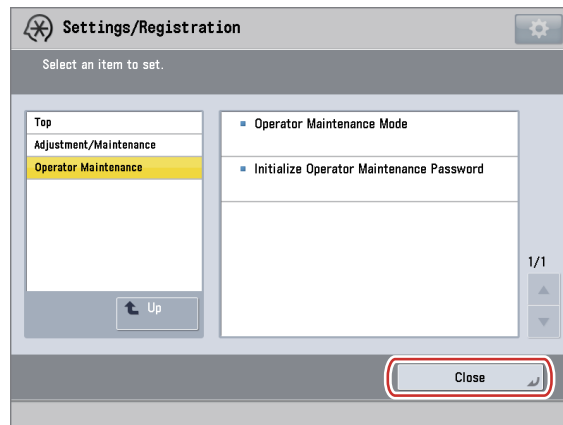 Settings/Registration
Select an item to set.
Top
Adjustment/Maintenance
Operator Maintenance
Up
Operator Maintenance Mode
Initialize Operator Maintenance Password
1/1
Close